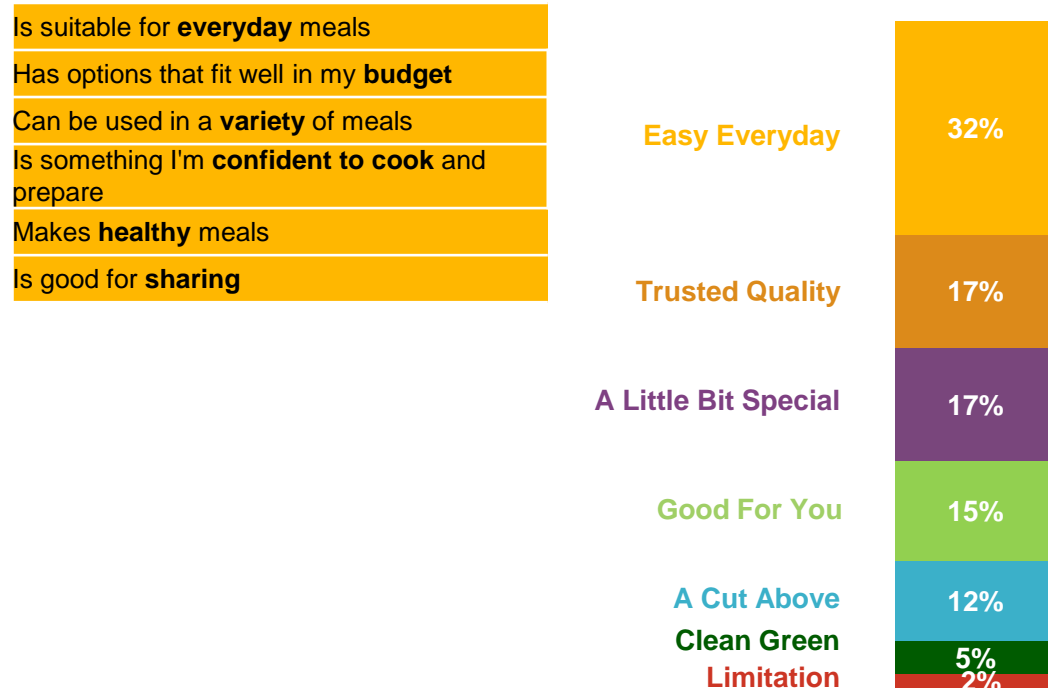 Is suitable for everyday meals
Has options that fit well in my budget
Can be used in a variety of meals
Is something I'm confident to cook and
prepare
Makes healthy meals
Is good for sharing
Easy Everyday 32%
Trusted Quality 17%
A Little Bit Special 17%
Good For You 15%
A Cut Above 12%
Clean Green 5%
Limitation 2%